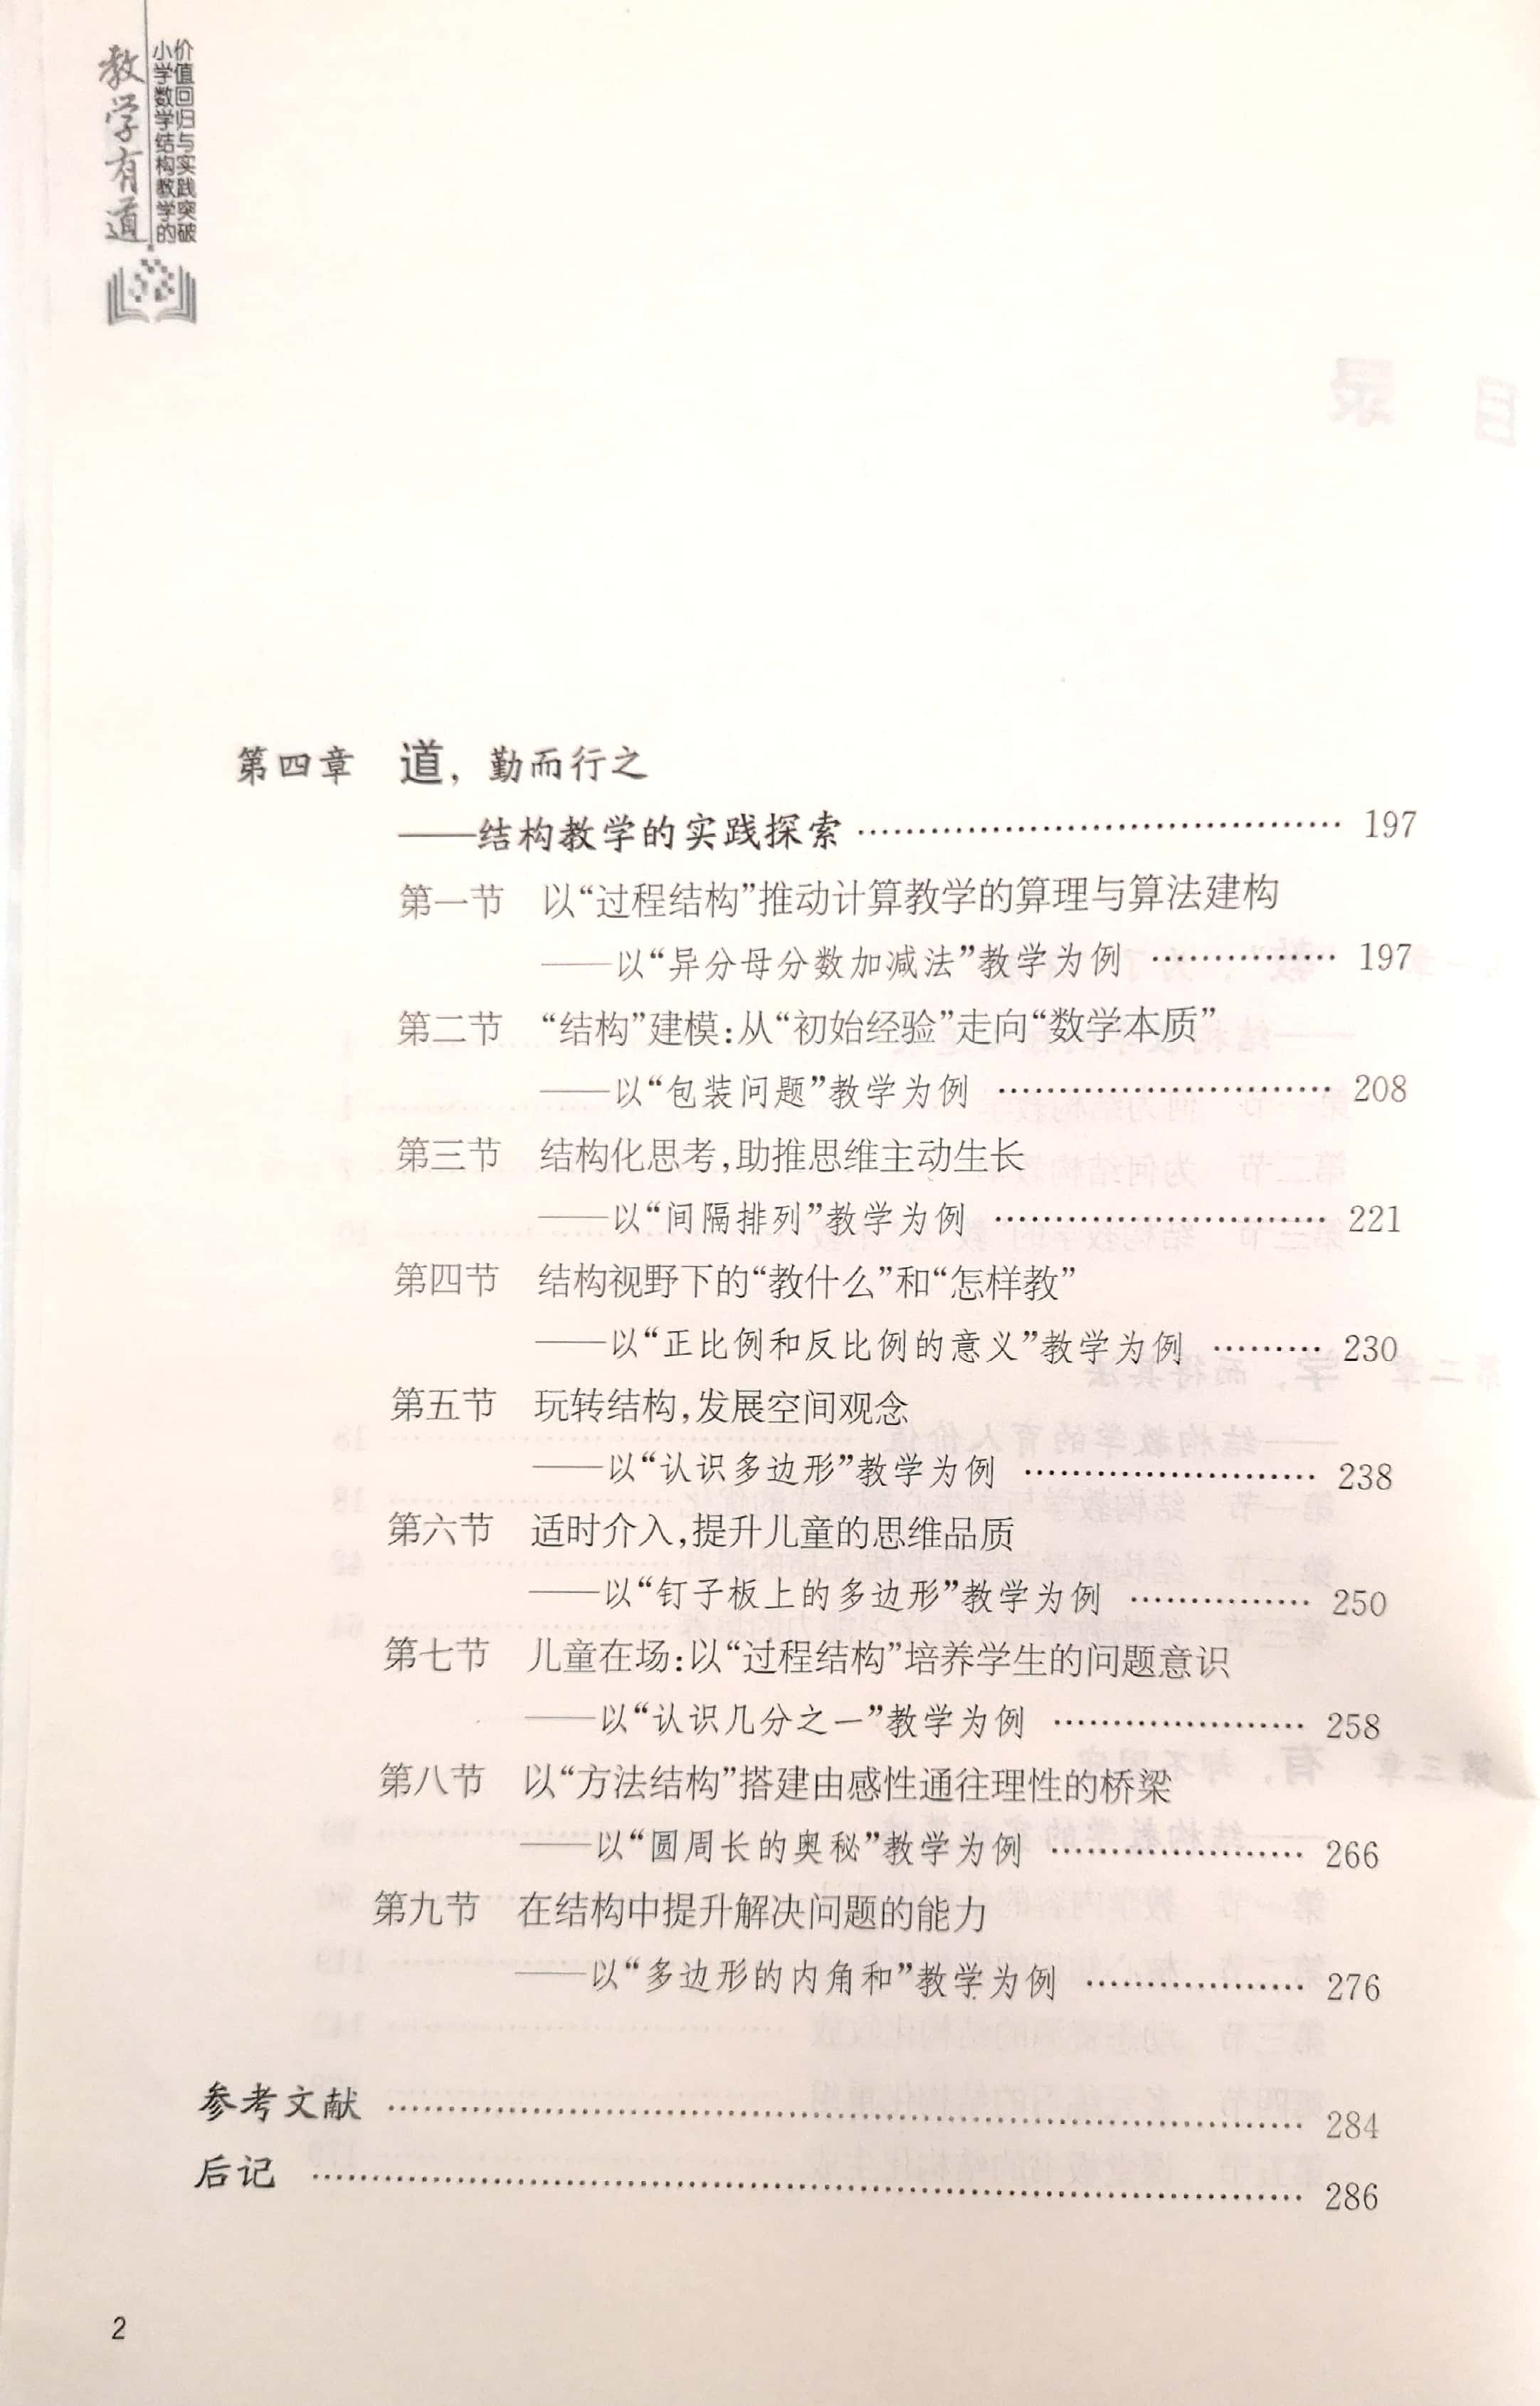 教学有道
小学数学结构教学的
价值回归与实践突破
第四章 道，勤而行之
——结构教学的实践探索 …… 197
第一节 以“过程结构”推动计算教学的算理与算法建构
——以“异分母分数加减法”教学为例 …… 197
第二节 “结构”建模：从“初始经验”走向“数学本质”
——以“包装问题”教学为例 …… 208
第三节 结构化思考，助推思维主动生长
——以“间隔排列”教学为例 …… 221
第四节 结构视野下的“教什么”和“怎样教”
——以“正比例和反比例的意义”教学为例 …… 230
第五节 玩转结构，发展空间观念
——以“认识多边形”教学为例 …… 238
第六节 适时介入，提升儿童的思维品质
——以“钉子板上的多边形”教学为例 …… 250
第七节 儿童在场：以“过程结构”培养学生的问题意识
——以“认识几分之一”教学为例 …… 258
第八节 以“方法结构”搭建由感性通往理性的桥梁
——以“圆周长的奥秘”教学为例 …… 266
第九节 在结构中提升解决问题的能力
——以“多边形的内角和”教学为例 …… 276
参考文献 …… 284
后记 …… 286
2